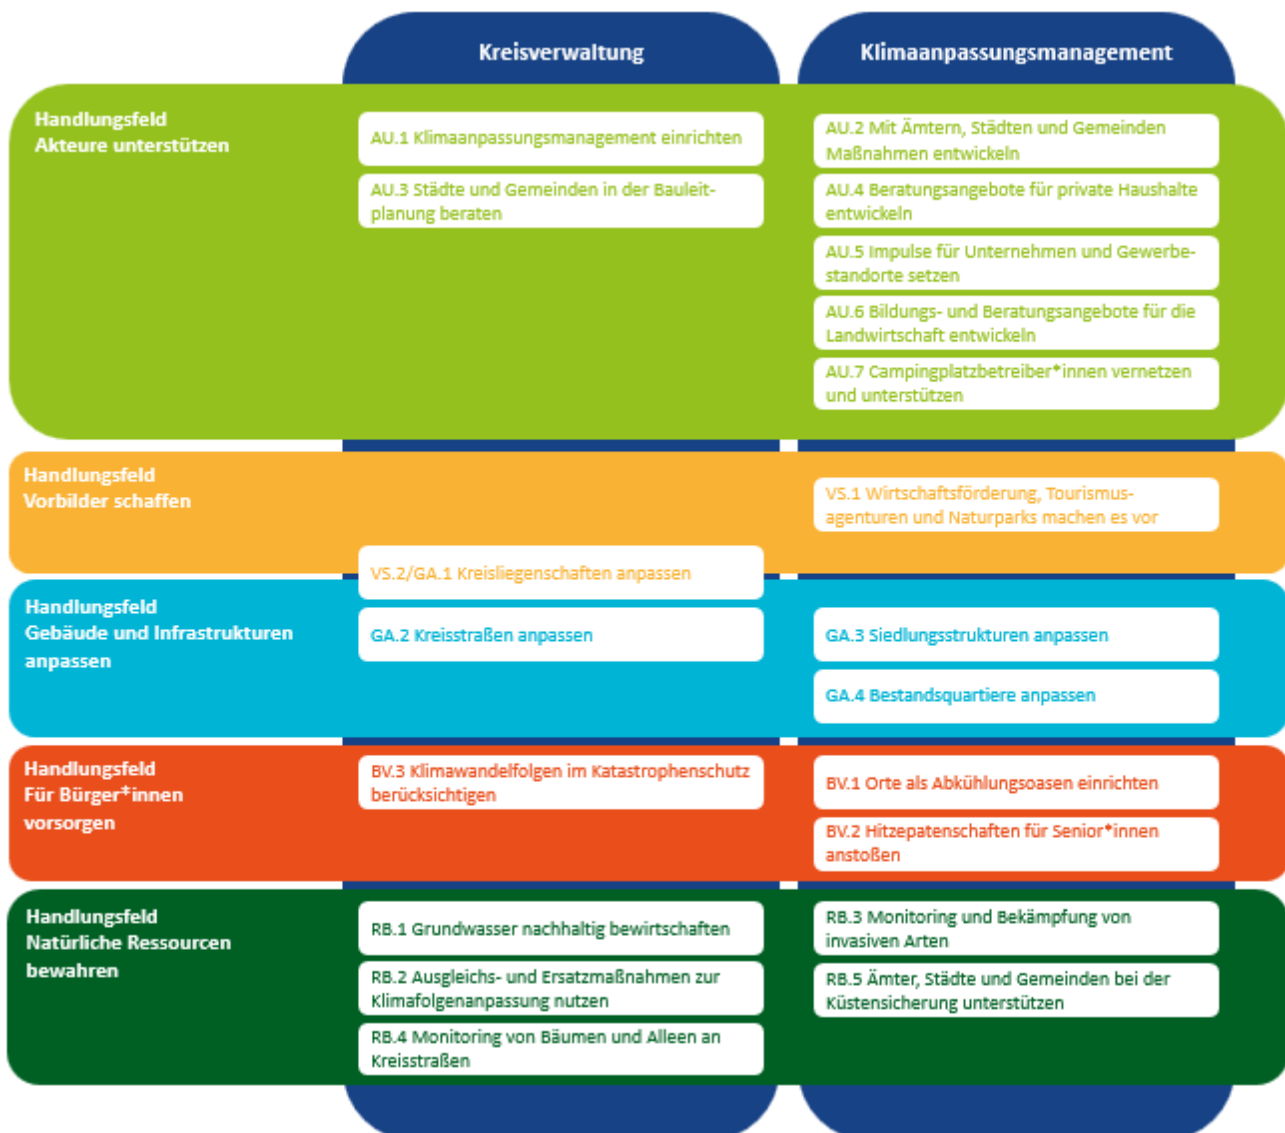 Kreisverwaltung
Klimaanpassungsmanagement
Handlungsfeld
Akteure unterstützen
AU.1 Klimaanpassungsmanagement einrichten
AU.3 Städte und Gemeinden in der Bauleit-
planung beraten
AU.2 Mit Ämtern, Städten und Gemeinden
Maßnahmen entwickeln
AU.4 Beratungsangebote für private Haushalte
entwickeln
AU.5 Impulse für Unternehmen und Gewerbe-
standorte setzen
AU.6 Bildungs- und Beratungsangebote für die
Landwirtschaft entwickeln
AU.7 Campingplatzbetreiber*innen vernetzen
und unterstützen
Handlungsfeld
Vorbilder schaffen
VS.1 Wirtschaftsförderung, Tourismus-
agenturen und Naturparks machen es vor
VS.2/GA.1 Kreisliegenschaften anpassen
Handlungsfeld
Gebäude und Infrastrukturen
anpassen
GA.2 Kreisstraßen anpassen
GA.3 Siedlungsstrukturen anpassen
GA.4 Bestandsquartiere anpassen
Handlungsfeld
Für Bürger*innen
vorsorgen
BV.3 Klimawandelfolgen im Katastrophenschutz
berücksichtigen
BV.1 Orte als Abkühlungsoasen einrichten
BV.2 Hitzepatenschaften für Senior*innen
anstoßen
Handlungsfeld
Natürliche Ressourcen
bewahren
RB.1 Grundwasser nachhaltig bewirtschaften
RB.2 Ausgleichs- und Ersatzmaßnahmen zur
Klimafolgenanpassung nutzen
RB.4 Monitoring von Bäumen und Alleen an
Kreisstraßen
RB.3 Monitoring und Bekämpfung von
invasiven Arten
RB.5 Ämter, Städte und Gemeinden bei der
Küstensicherung unterstützen